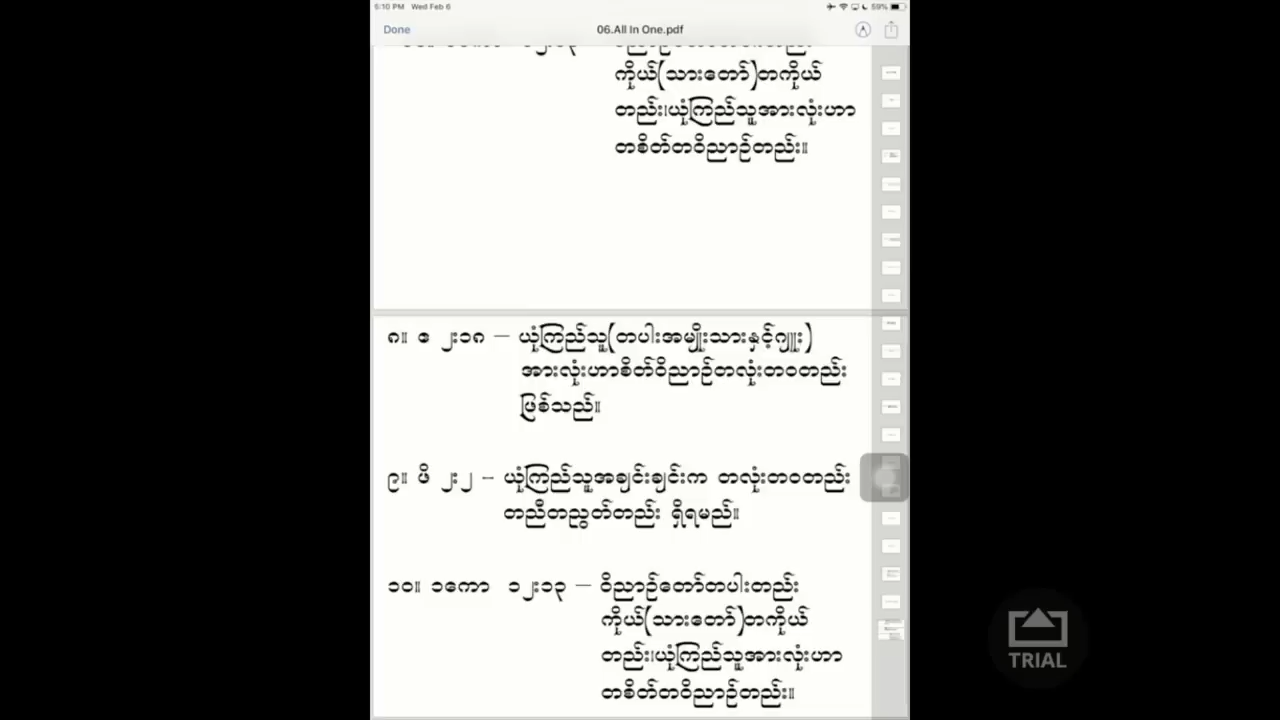 6:10 PM Wed Feb 6
59%
Done
06.All In One.pdf
ကိုယ်(သားတော်)တကိုယ်
တည်း၊ယုံကြည်သူအားလုံးဟာ
တစိတ်တဝိညာဉ်တည်း။
၈။ ဧ ၂း၁၈ – ယုံကြည်သူ(တပါးအမျိုးသားနှင့်ဂျူး)
အားလုံးဟာစိတ်ဝိညာဉ်တလုံးတဝတည်း
ဖြစ်သည်။
၉။ ဖိ ၂း၂ – ယုံကြည်သူအချင်းချင်းက တလုံးတဝတည်း
တညီတညွတ်တည်း ရှိရမည်။
၁၀။ ၁ကော ၁၂း၁၃ – ဝိညာဉ်တော်တပါးတည်း
ကိုယ်(သားတော်)တကိုယ်
တည်း၊ယုံကြည်သူအားလုံးဟာ
တစိတ်တဝိညာဉ်တည်း။
TRIAL